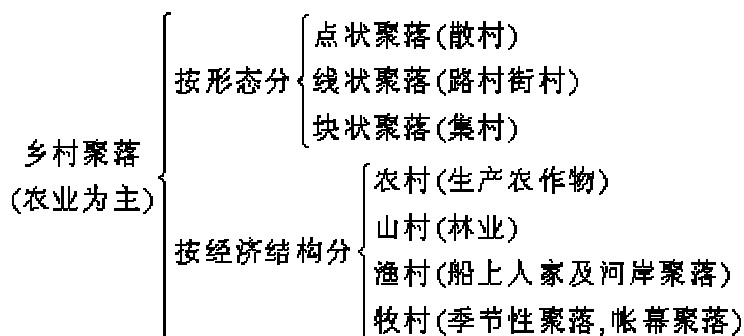 乡村聚落
(农业为主)
按形态分
点状聚落(散村)
线状聚落(路村街村)
块状聚落(集村)
按经济结构分
农村(生产农作物)
山村(林业)
渔村(船上人家及河岸聚落)
牧村(季节性聚落,帐幕聚落)